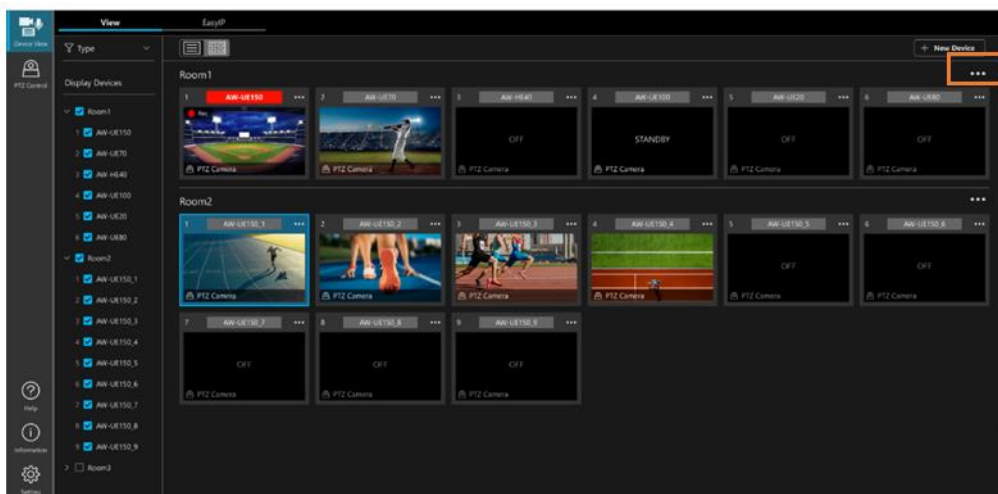 View
EasyIP
Device View
PTZ Control
Type
Display Devices
Room1
1 AW-UE150
2 AW-UE70
3 AW-HE40
4 AW-UE100
5 AW-UE20
6 AW-UE80
Room2
1 AW-UE150_1
2 AW-UE150_2
3 AW-UE150_3
4 AW-UE150_4
5 AW-UE150_5
6 AW-UE150_6
7 AW-UE150_7
8 AW-UE150_8
9 AW-UE150_9
Room3
Help
Information
Setting
+ New Device
Room1
1 AW-UE150
Rec
PTZ Camera
2 AW-UE70
PTZ Camera
3 AW-HE40
OFF
PTZ Camera
4 AW-UE100
STANDBY
PTZ Camera
5 AW-UE20
OFF
PTZ Camera
6 AW-UE80
OFF
PTZ Camera
Room2
1 AW-UE150_1
PTZ Camera
2 AW-UE150_2
PTZ Camera
3 AW-UE150_3
PTZ Camera
4 AW-UE150_4
PTZ Camera
5 AW-UE150_5
OFF
PTZ Camera
6 AW-UE150_6
OFF
PTZ Camera
7 AW-UE150_7
OFF
PTZ Camera
8 AW-UE150_8
OFF
PTZ Camera
9 AW-UE150_9
OFF
PTZ Camera